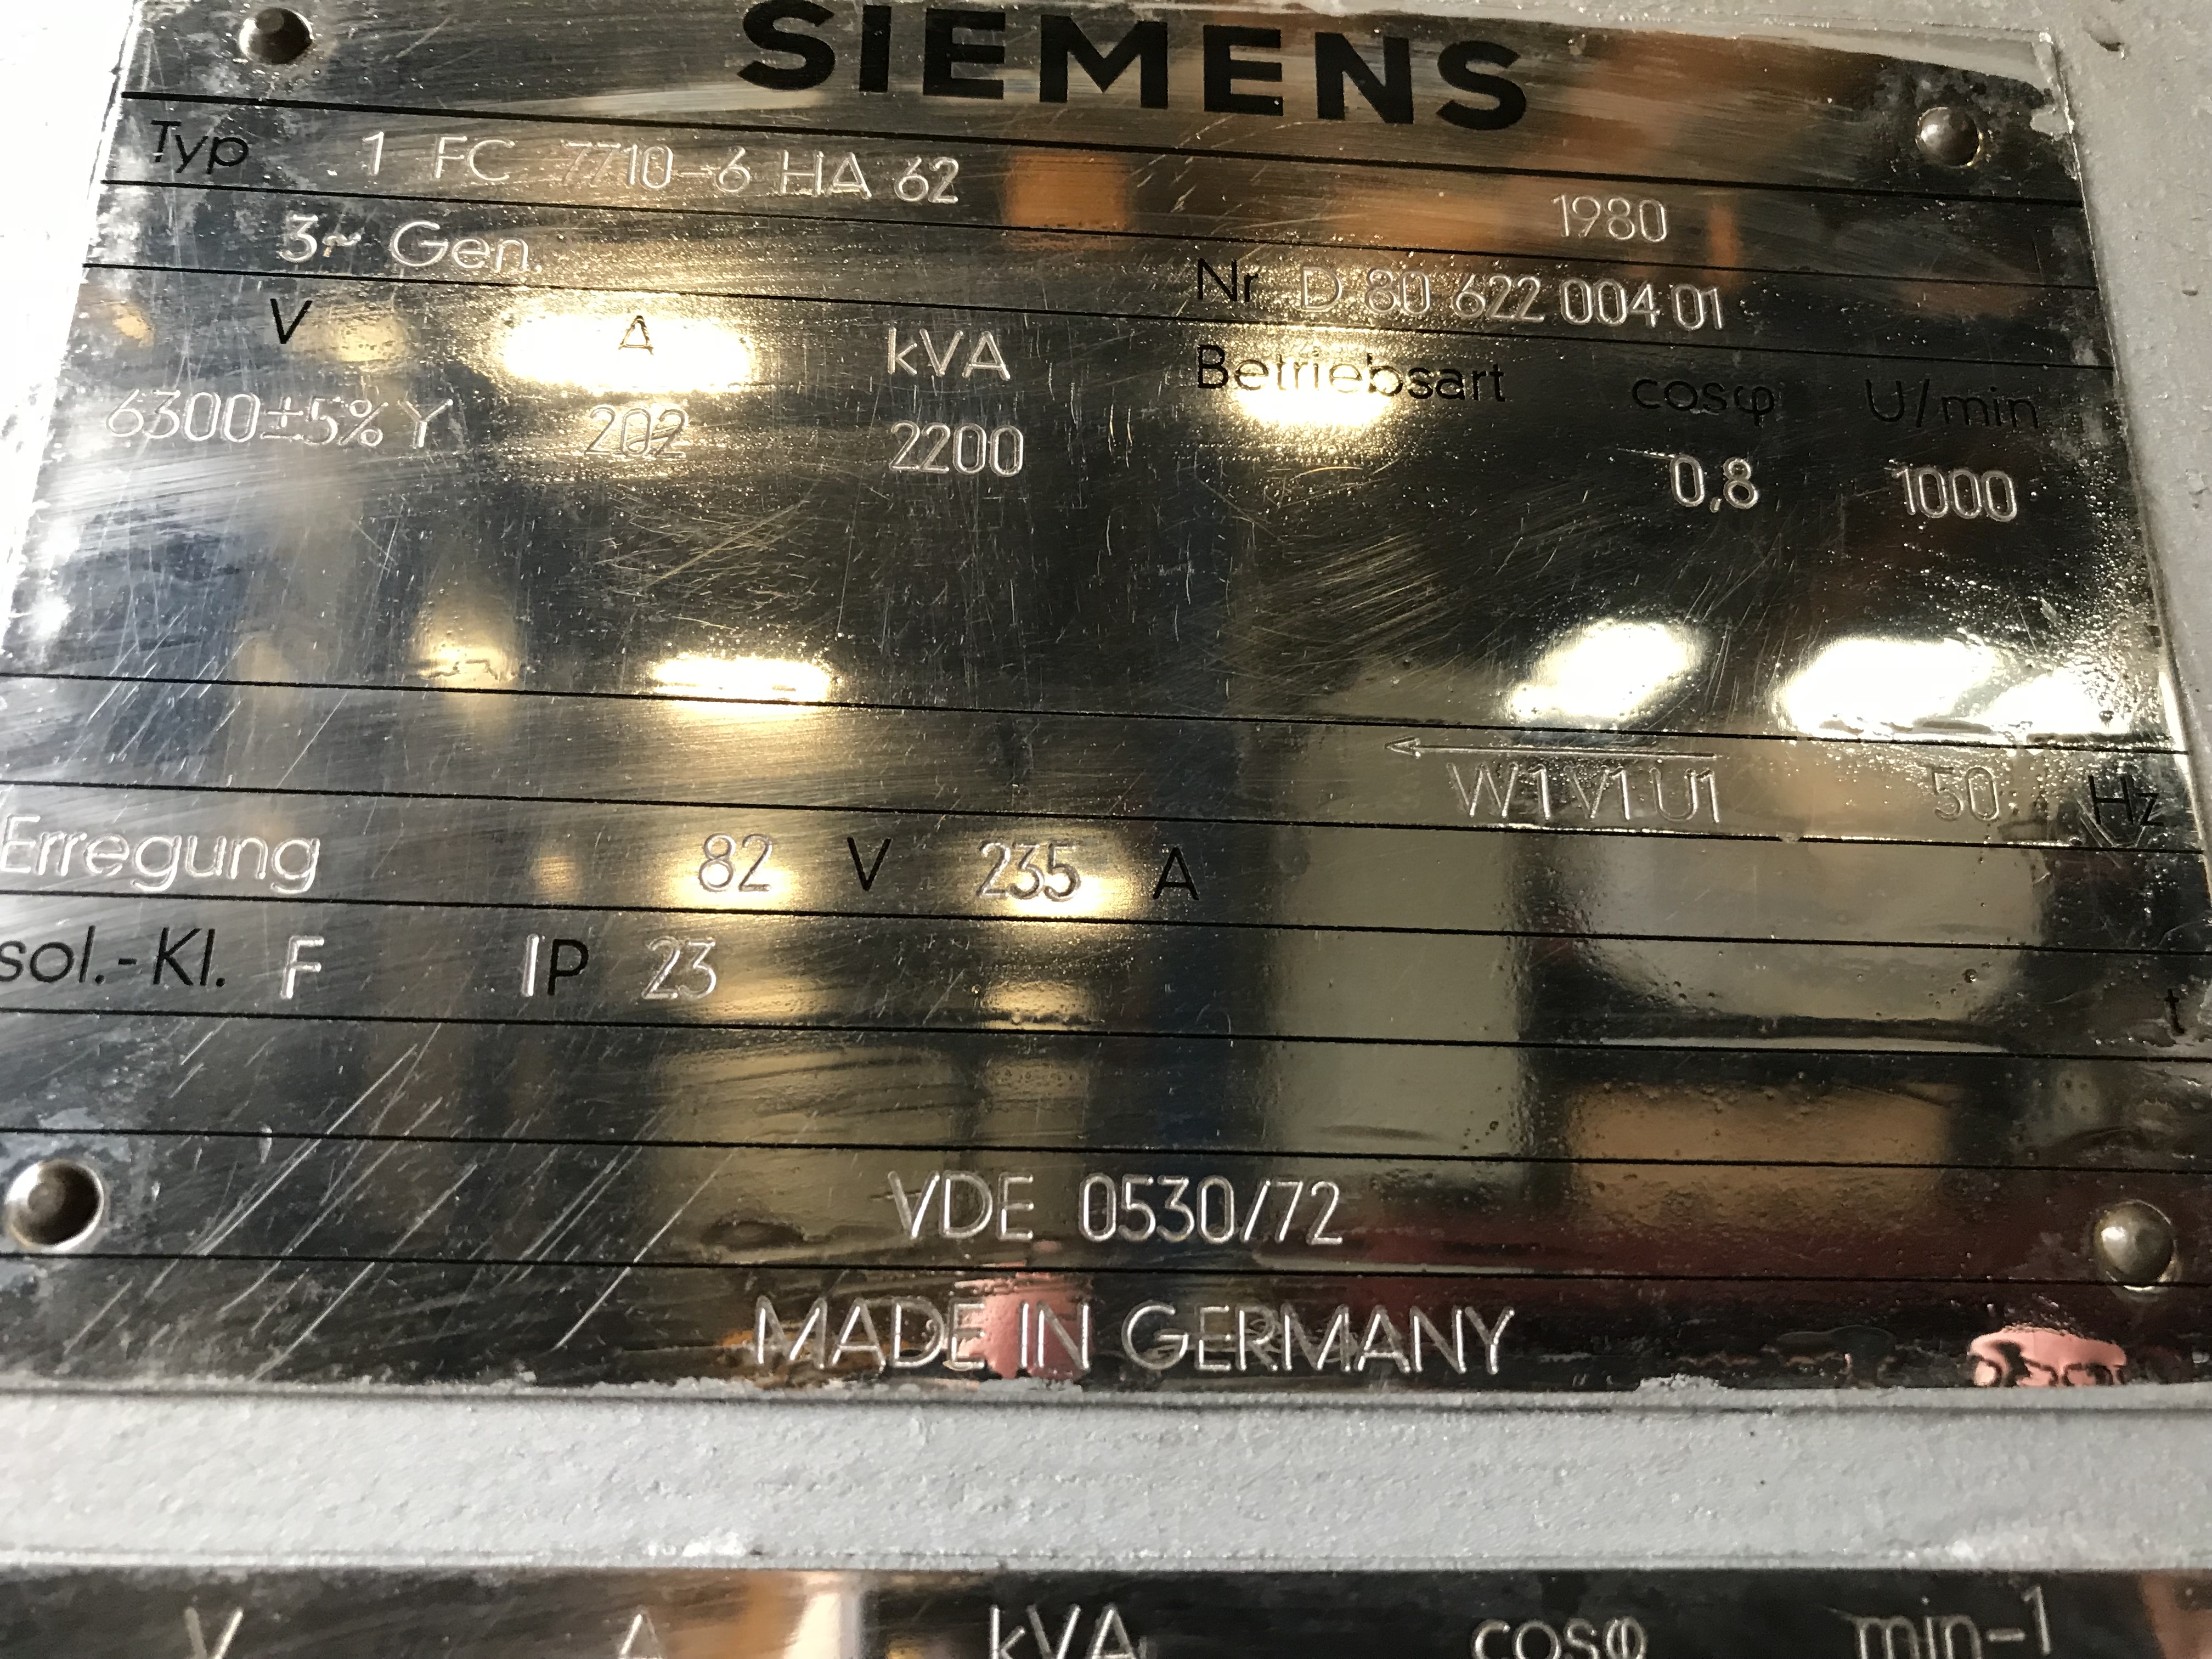 SIEMENS
Typ 1 FC 7710-6 HA 62 1980
3~ Gen. Nr D 80 622 004 01
V A kVA Betriebsart cosφ U/min
6300±5% Y 202 2200 0,8 1000
W1 V1 U1 50 Hz
Erregung 82 V 235 A
sol.-Kl. F IP 23 t
VDE 0530/72
MADE IN GERMANY
V A kVA cosφ min-1